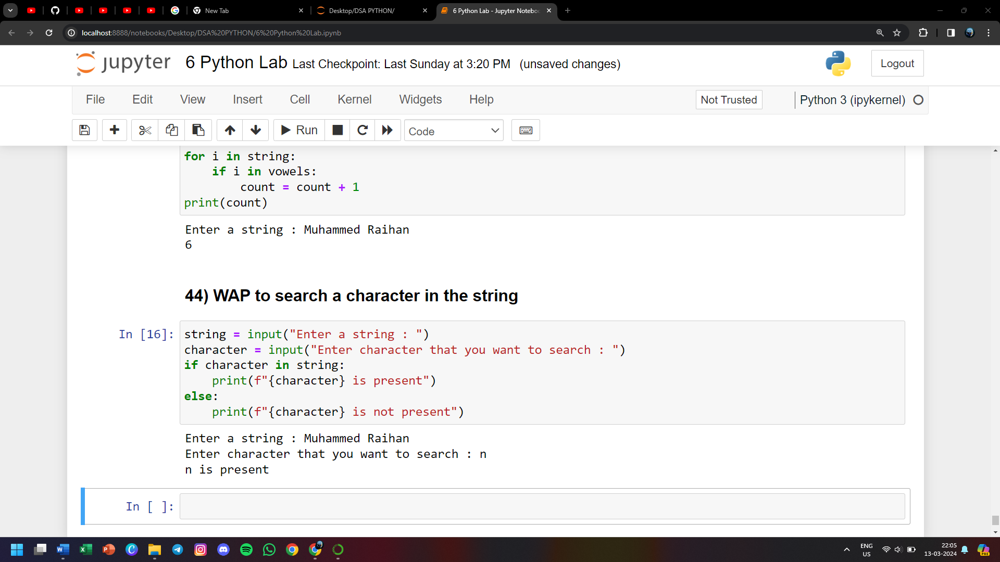 New Tab
Desktop/DSA PYTHON/
6 Python Lab - Jupyter Notebo
localhost:8888/notebooks/Desktop/DSA%20PYTHON/6%20Python%20Lab.ipynb
jupyter 6 Python Lab Last Checkpoint: Last Sunday at 3:20 PM (unsaved changes)
Logout
File Edit View Insert Cell Kernel Widgets Help
Not Trusted
Python 3 (ipykernel)
Run
Code
for i in string:
    if i in vowels:
        count = count + 1
print(count)
Enter a string : Muhammed Raihan
6
44) WAP to search a character in the string
In [16]:
string = input("Enter a string : ")
character = input("Enter character that you want to search : ")
if character in string:
    print(f"{character} is present")
else:
    print(f"{character} is not present")
Enter a string : Muhammed Raihan
Enter character that you want to search : n
n is present
In [ ]:
ENG
US
22:05
13-03-2024